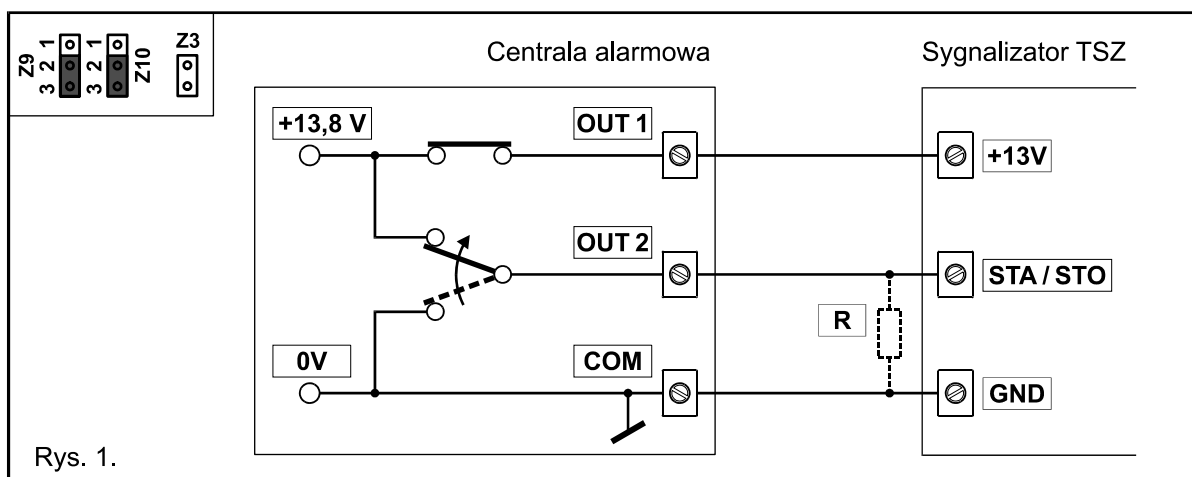 Z9
3 2 1
3 2 1
Z10
Z3
Centrala alarmowa
Sygnalizator TSZ
+13,8 V
OUT 1
+13V
OUT 2
STA / STO
R
0V
COM
GND
Rys. 1.